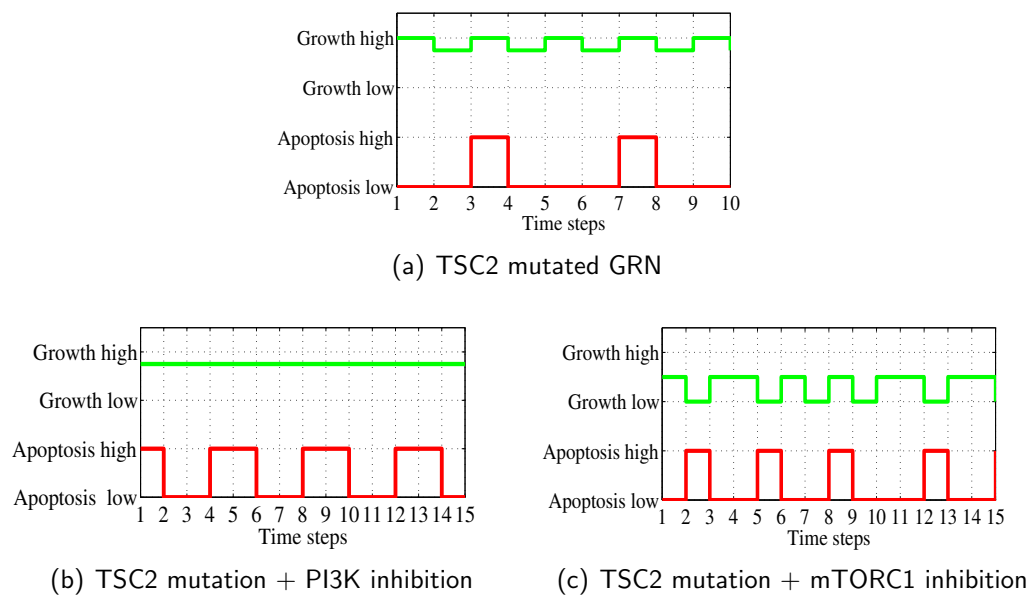 Growth high
Growth low
Apoptosis high
Apoptosis low
1 2 3 4 5 6 7 8 9 10
Time steps
(a) TSC2 mutated GRN
Growth high
Growth low
Apoptosis high
Apoptosis low
1 2 3 4 5 6 7 8 9 10 11 12 13 14 15
Time steps
(b) TSC2 mutation + PI3K inhibition
Growth high
Growth low
Apoptosis high
Apoptosis low
1 2 3 4 5 6 7 8 9 10 11 12 13 14 15
Time steps
(c) TSC2 mutation + mTORC1 inhibition